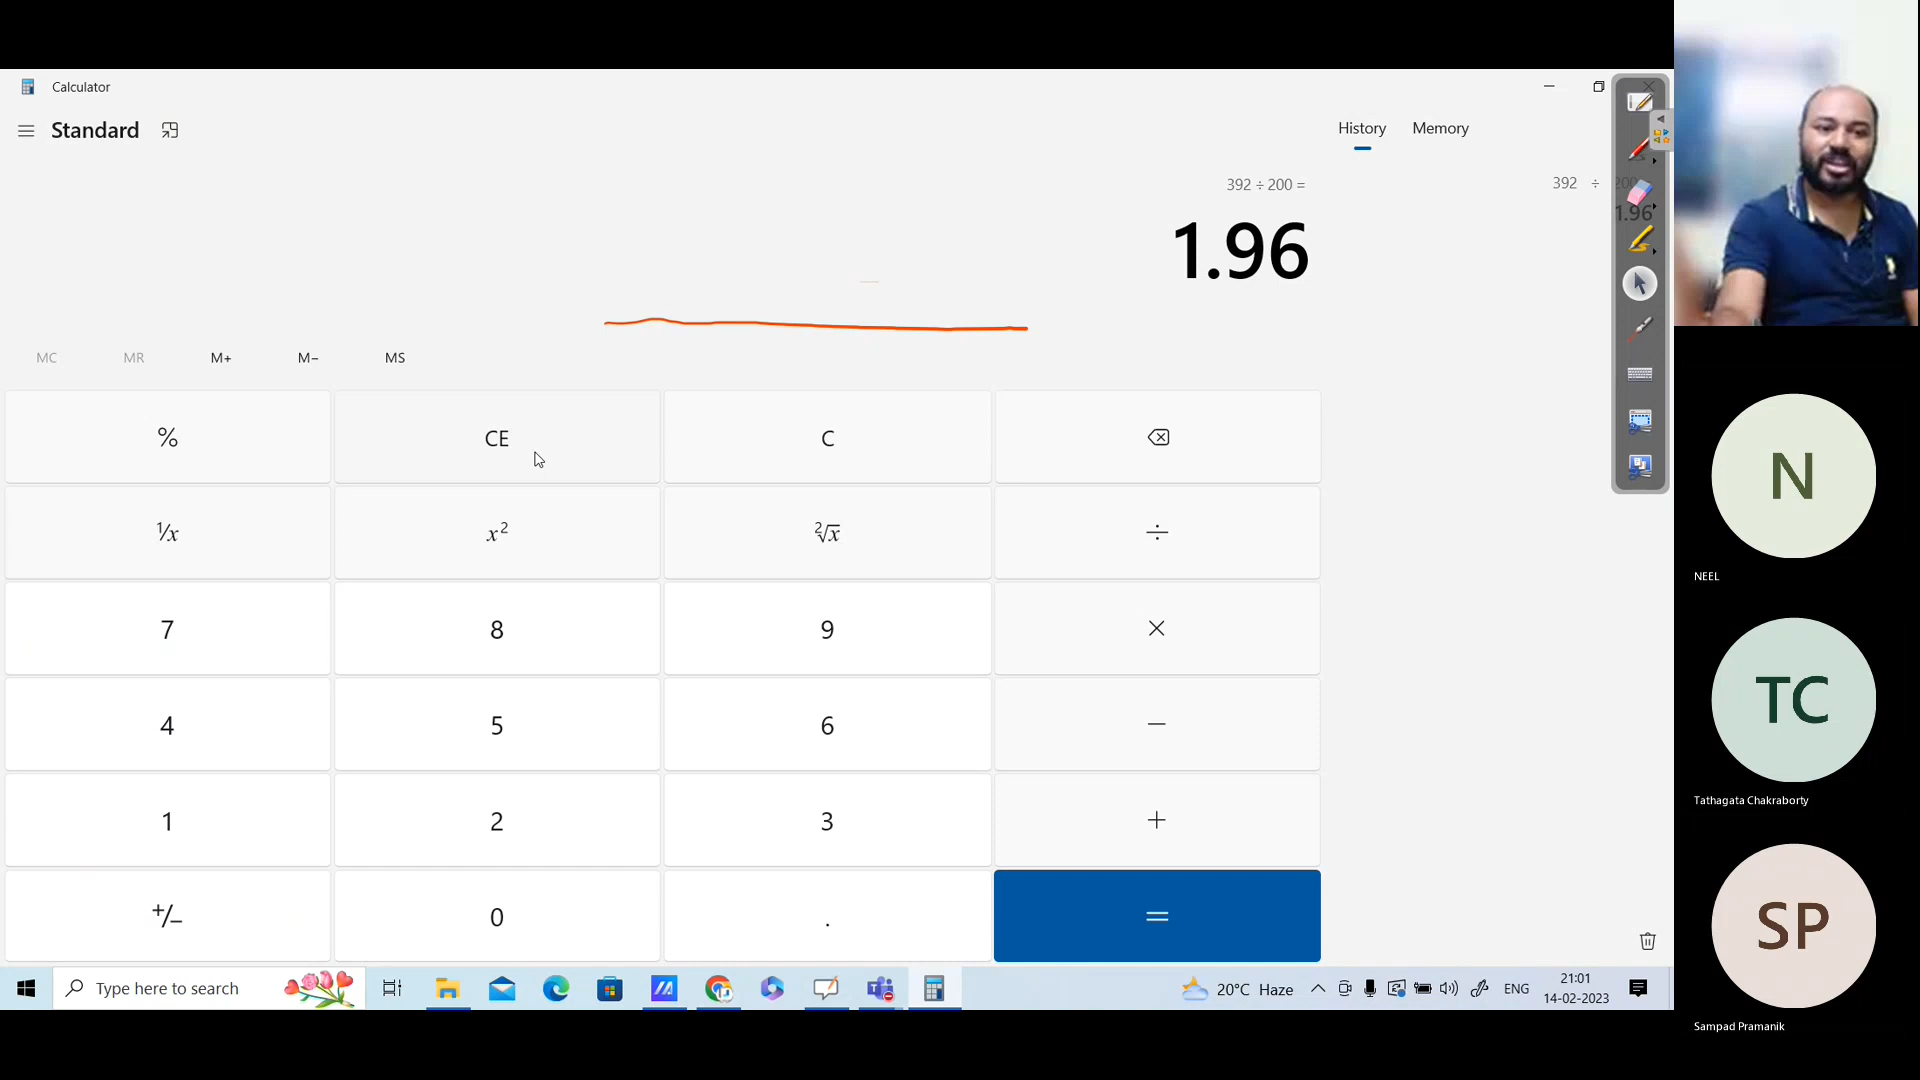 Calculator
Standard
History
Memory
392 ÷ 200 =
1.96
392 ÷ 200 =
1.96
MC MR M+ M− MS
% CE C
1/x x² ²√x ÷
7 8 9 ×
4 5 6 −
1 2 3 +
+/− 0 . =
N
NEEL
TC
Tathagata Chakraborty
SP
Sampad Pramanik
Type here to search
20°C Haze
ENG
21:01
14-02-2023